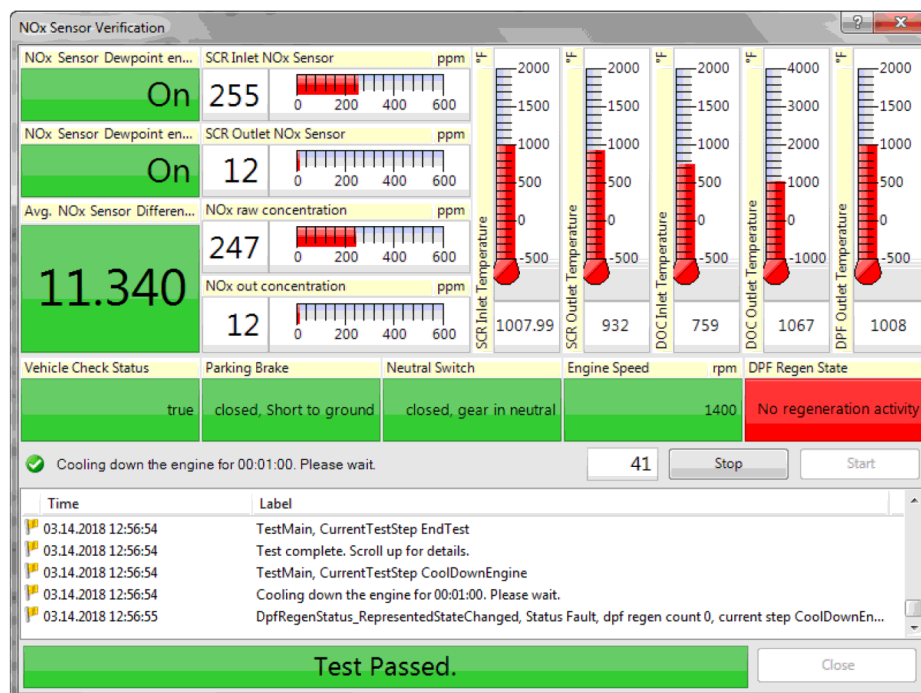 NOx Sensor Verification
NOx Sensor Dewpoint en...
On
SCR Inlet NOx Sensor ppm
255
0 200 400 600
NOx Sensor Dewpoint en...
On
SCR Outlet NOx Sensor ppm
12
0 200 400 600
Avg. NOx Sensor Differen...
11.340
NOx raw concentration ppm
247
0 200 400 600
NOx out concentration ppm
12
0 200 400 600
SCR Inlet Temperature °F
2000
1500
1000
500
0
-500
1007.99
SCR Outlet Temperature °F
2000
1500
1000
500
0
-500
932
DOC Inlet Temperature °F
2000
1500
1000
500
0
-500
759
DOC Outlet Temperature °F
4000
3000
2000
1000
0
-1000
1067
DPF Outlet Temperature °F
2000
1500
1000
500
0
-500
1008
Vehicle Check Status
true
Parking Brake
closed, Short to ground
Neutral Switch
closed, gear in neutral
Engine Speed rpm
1400
DPF Regen State
No regeneration activity
Cooling down the engine for 00:01:00. Please wait.
41
Stop
Start
Time Label
03.14.2018 12:56:54 TestMain, CurrentTestStep EndTest
03.14.2018 12:56:54 Test complete. Scroll up for details.
03.14.2018 12:56:54 TestMain, CurrentTestStep CoolDownEngine
03.14.2018 12:56:54 Cooling down the engine for 00:01:00. Please wait.
03.14.2018 12:56:55 DpfRegenStatus_RepresentedStateChanged, Status Fault, dpf regen count 0, current step CoolDownEn...
Test Passed.
Close